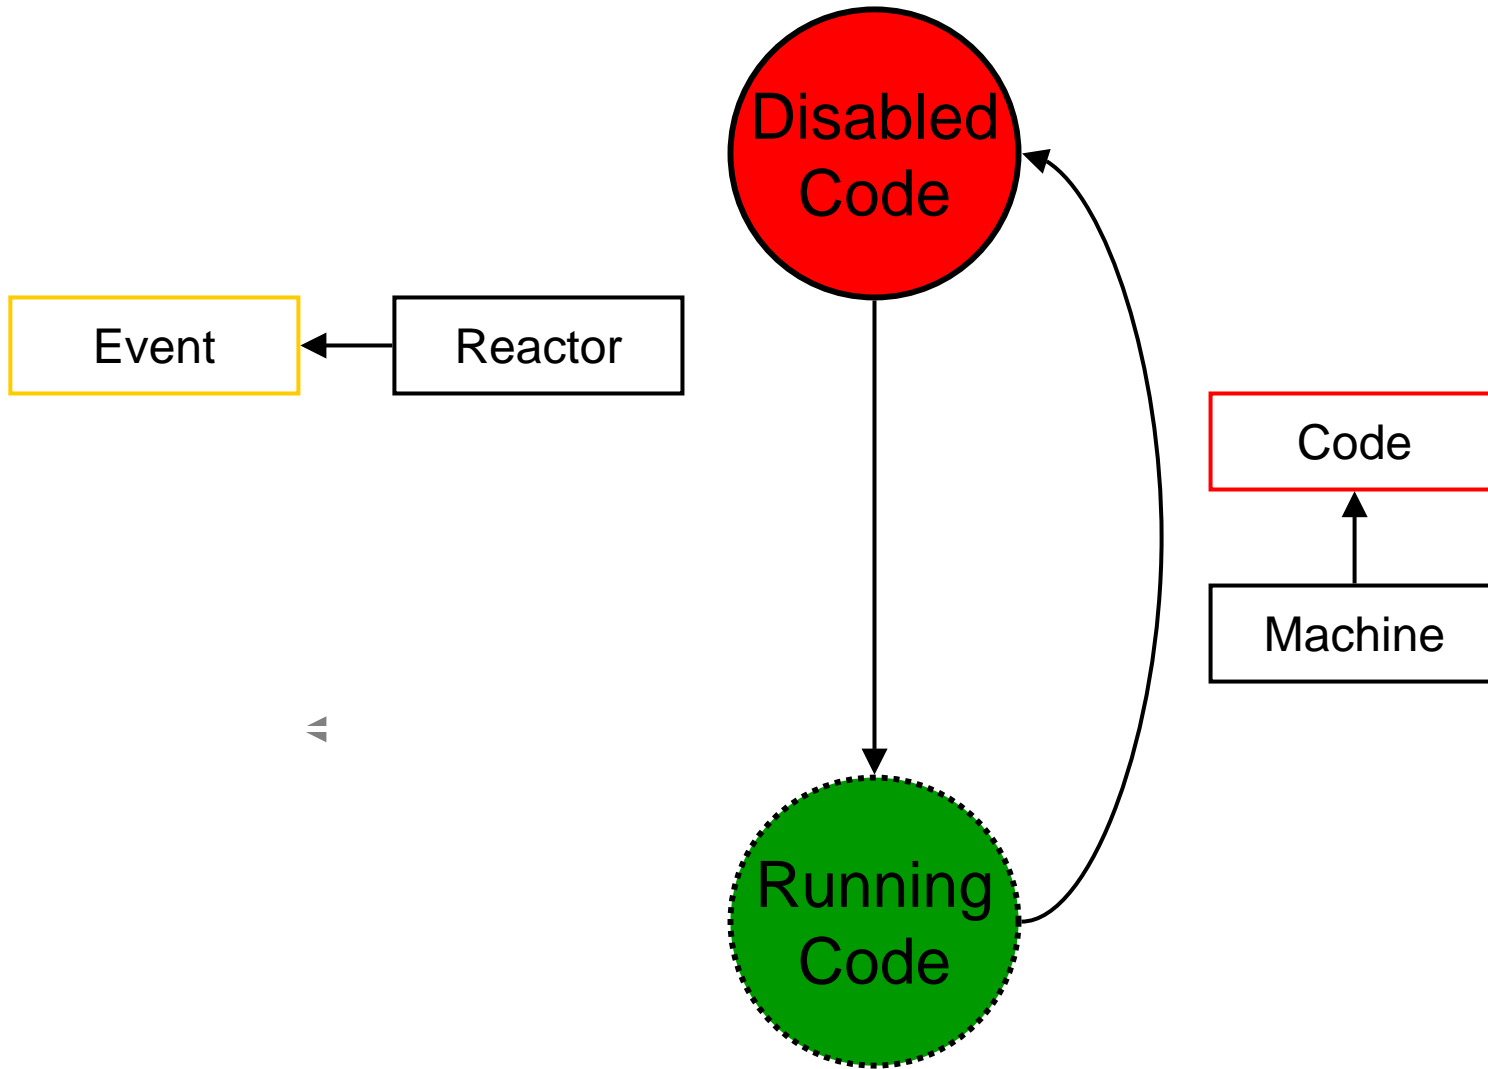 Disabled
Code
Event
Reactor
Code
Machine
Running
Code